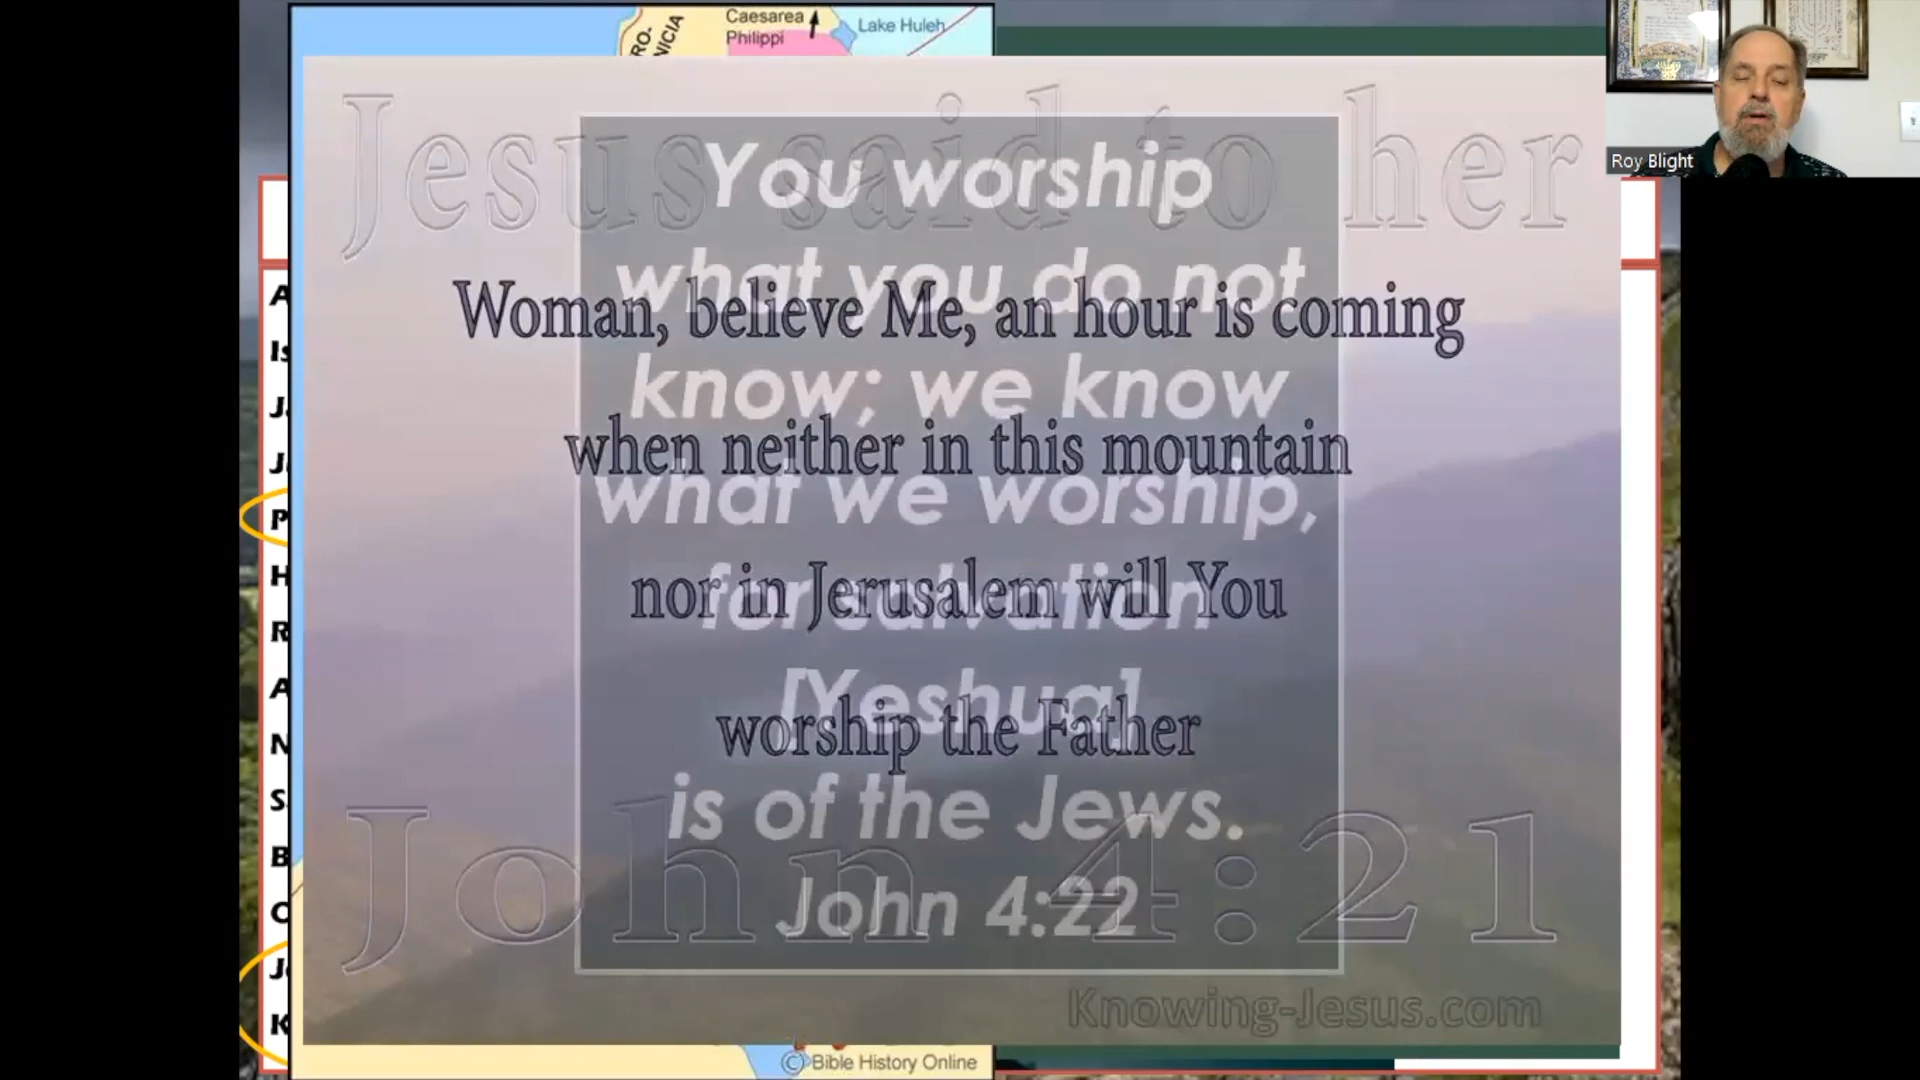 Caesarea
Philippi
Lake Huleh
RO-
NICIA
Roy Blight
Jesus said to her
Woman, believe Me, an hour is coming
when neither in this mountain
nor in Jerusalem will You
worship the Father
John 4:21
Knowing-Jesus.com
You worship
what you do not
know; we know
what we worship,
for salvation
[Yeshua]
is of the Jews.
John 4:22
A
Is
J
J
P
H
R
A
N
S
B
C
J
K
© Bible History Online